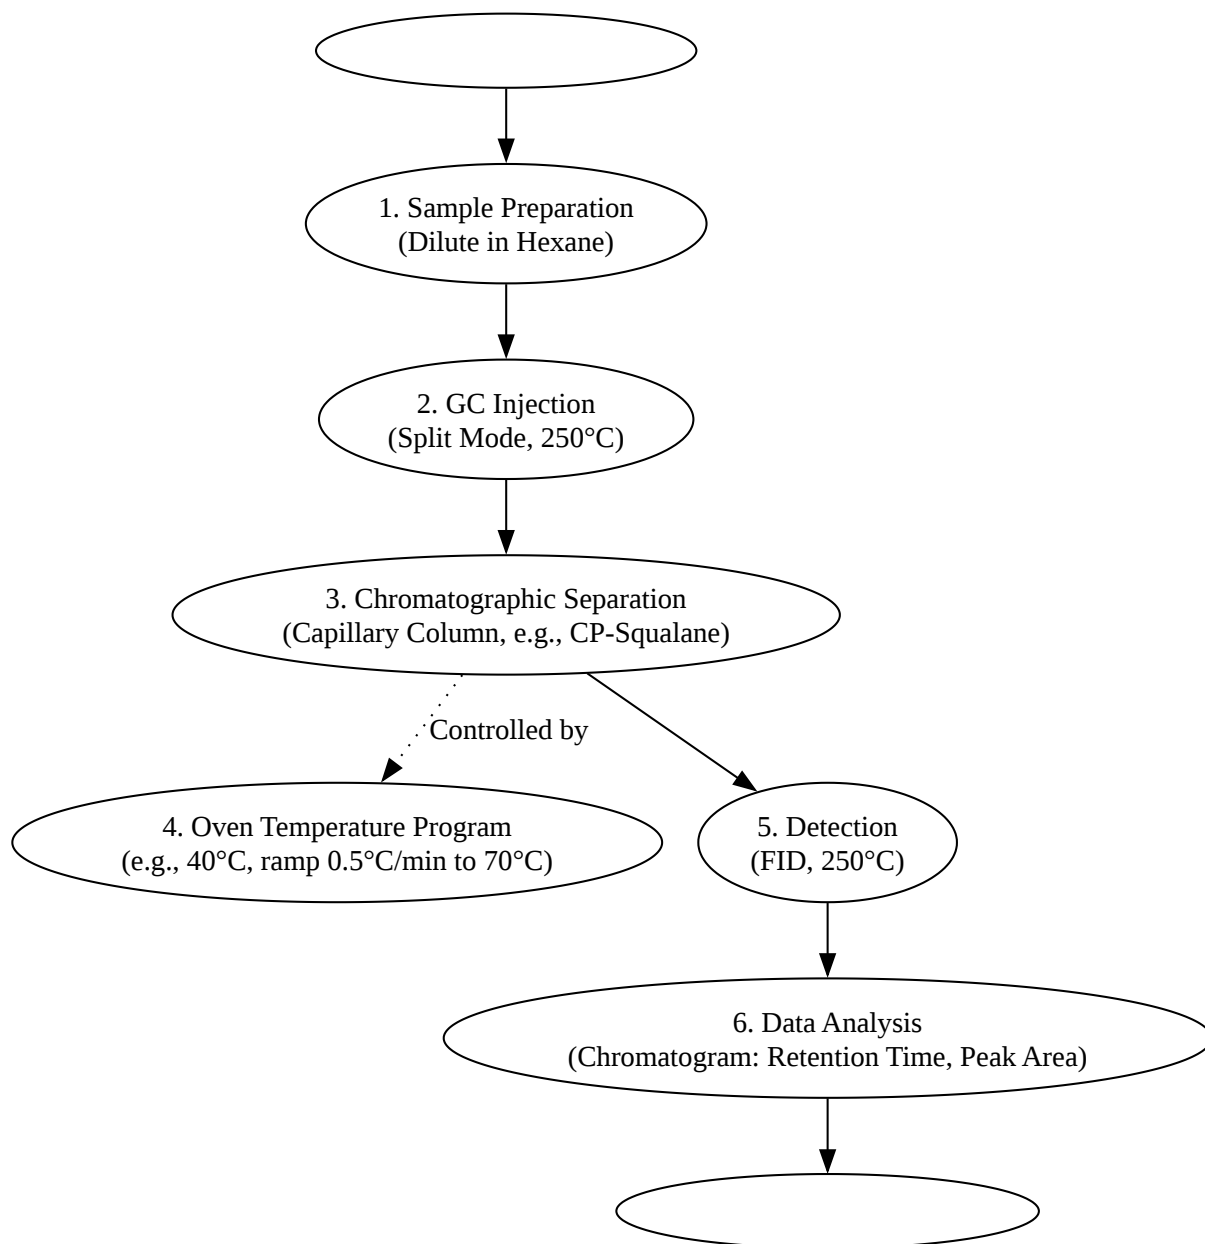 1. Sample Preparation
(Dilute in Hexane)
2. GC Injection
(Split Mode, 250°C)
3. Chromatographic Separation
(Capillary Column, e.g., CP-Squalane)
Controlled by
4. Oven Temperature Program
(e.g., 40°C, ramp 0.5°C/min to 70°C)
5. Detection
(FID, 250°C)
6. Data Analysis
(Chromatogram: Retention Time, Peak Area)